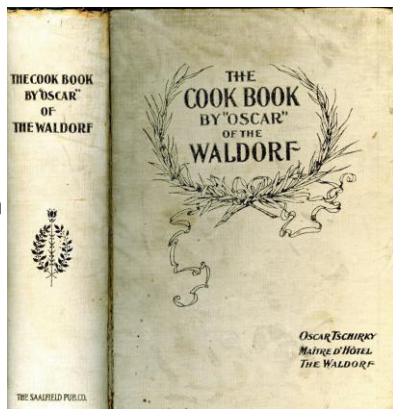 THE COOK BOOK
BY "OSCAR"
OF
THE WALDORF
THE SAALFIELD PUB.CO.
THE
COOK BOOK
BY "OSCAR"
OF THE
WALDORF
OSCAR TSCHIRKY
MAÎTRE D'HÔTEL
THE WALDORF